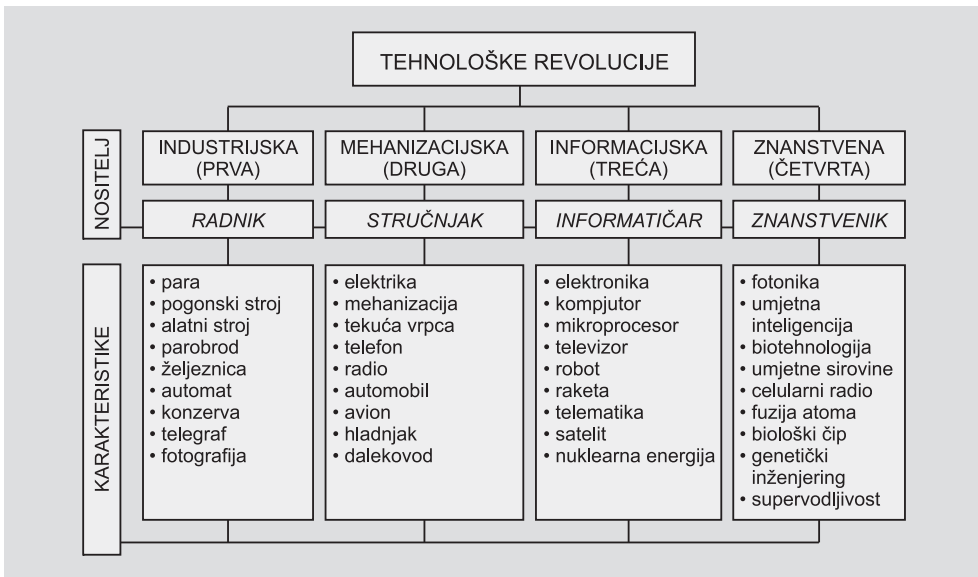 TEHNOLOŠKE REVOLUCIJE
NOSITELJ
INDUSTRIJSKA
(PRVA)
MEHANIZACIJSKA
(DRUGA)
INFORMACIJSKA
(TREĆA)
ZNANSTVENA
(ČETVRTA)
RADNIK
STRUČNJAK
INFORMATIČAR
ZNANSTVENIK
KARAKTERISTIKE
• para
• pogonski stroj
• alatni stroj
• parobrod
• željeznica
• automat
• konzerva
• telegraf
• fotografija
• elektrika
• mehanizacija
• tekuća vrpca
• telefon
• radio
• automobil
• avion
• hladnjak
• dalekovod
• elektronika
• kompjutor
• mikroprocesor
• televizor
• robot
• raketa
• telematika
• satelit
• nuklearna energija
• fotonika
• umjetna
inteligencija
• biotehnologija
• umjetne sirovine
• celularni radio
• fuzija atoma
• biološki čip
• genetički
inženjering
• supervodljivost